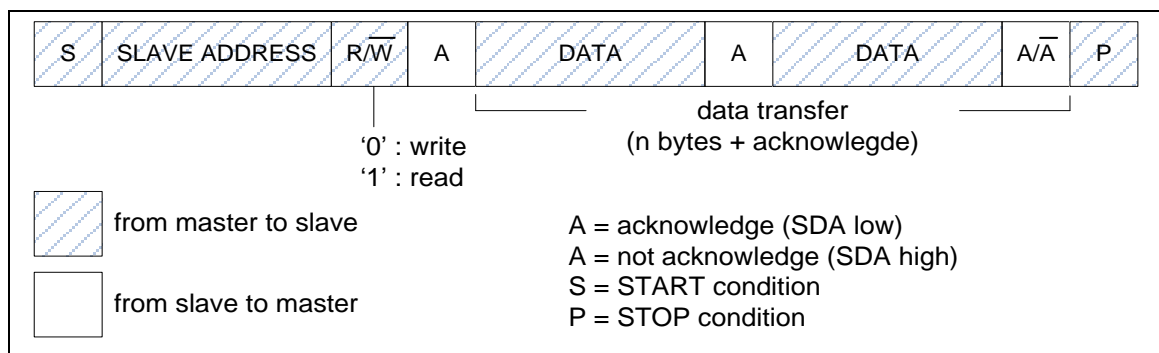 S SLAVE ADDRESS R/W̅ A DATA A DATA A/A̅ P
data transfer
(n bytes + acknowlegde)
‘0’ : write
‘1’ : read
from master to slave
from slave to master
A = acknowledge (SDA low)
A = not acknowledge (SDA high)
S = START condition
P = STOP condition